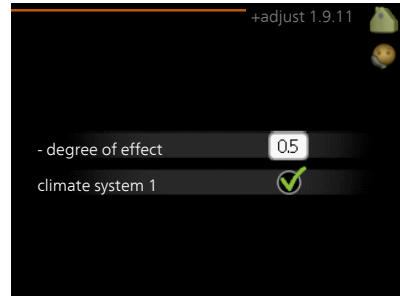 +adjust 1.9.11
- degree of effect 0.5
climate system 1